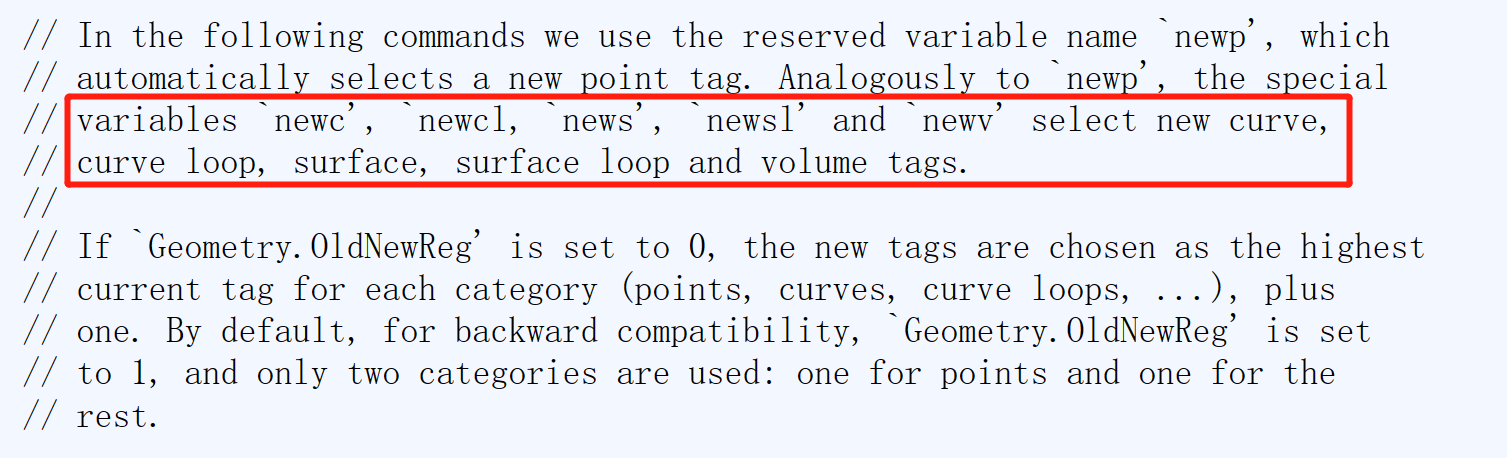 // In the following commands we use the reserved variable name `newp', which
// automatically selects a new point tag. Analogously to `newp', the special
// variables `newc', `newcl, `news', `newsl' and `newv' select new curve,
// curve loop, surface, surface loop and volume tags.
//
// If `Geometry.OldNewReg' is set to 0, the new tags are chosen as the highest
// current tag for each category (points, curves, curve loops, ...), plus
// one. By default, for backward compatibility, `Geometry.OldNewReg' is set
// to 1, and only two categories are used: one for points and one for the
// rest.